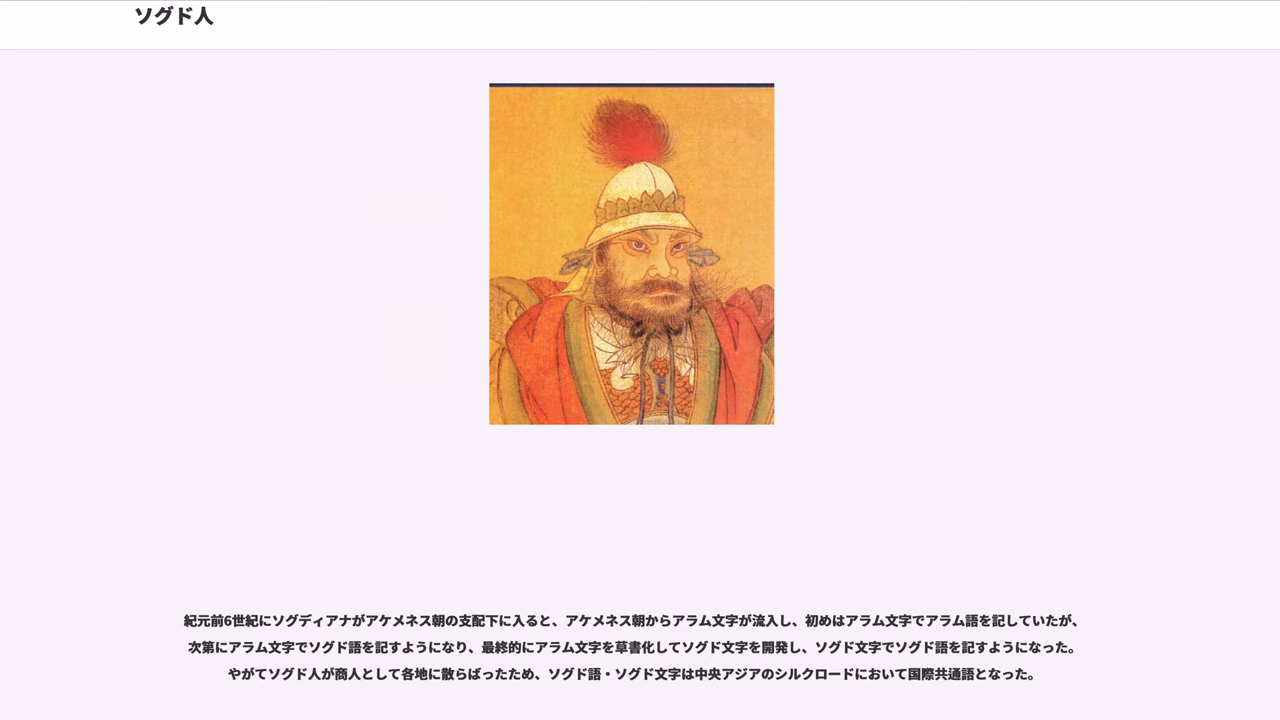 ソグド人
紀元前6世紀にソグディアナがアケメネス朝の支配下に入ると、アケメネス朝からアラム文字が流入し、初めはアラム文字でアラム語を記していたが、
次第にアラム文字でソグド語を記すようになり、最終的にアラム文字を草書化してソグド文字を開発し、ソグド文字でソグド語を記すようになった。
やがてソグド人が商人として各地に散らばったため、ソグド語・ソグド文字は中央アジアのシルクロードにおいて国際共通語となった。